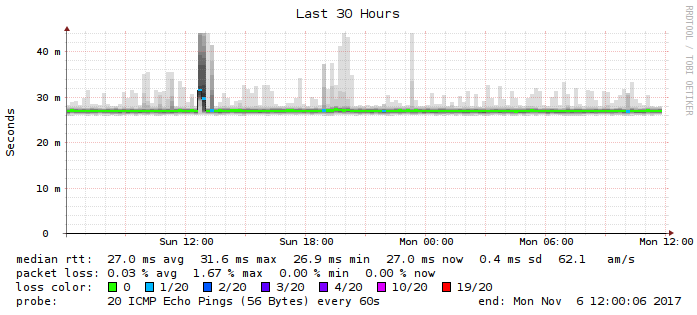 Last 30 Hours
RRDTOOL / TOBI OETIKER
Seconds
40 m
30 m
20 m
10 m
0
Sun 12:00 Sun 18:00 Mon 00:00 Mon 06:00 Mon 12:00
median rtt: 27.0 ms avg 31.6 ms max 26.9 ms min 27.0 ms now 0.4 ms sd 62.1 am/s
packet loss: 0.03 % avg 1.67 % max 0.00 % min 0.00 % now
loss color: 0 1/20 2/20 3/20 4/20 10/20 19/20
probe: 20 ICMP Echo Pings (56 Bytes) every 60s end: Mon Nov 6 12:00:06 2017